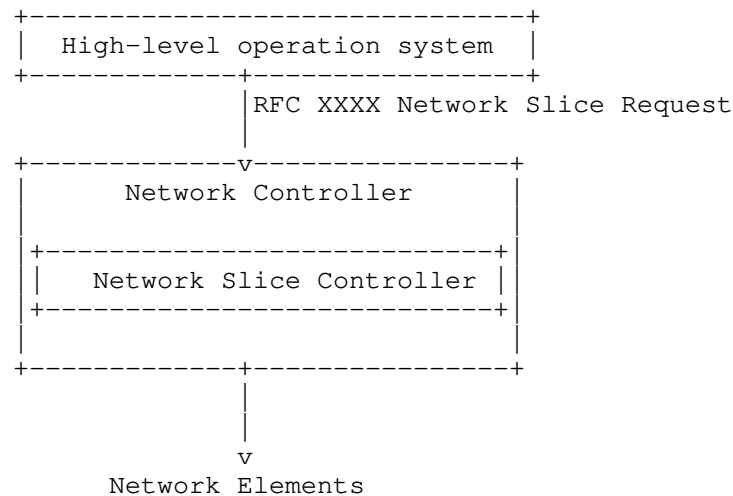 High-level operation system
RFC XXXX Network Slice Request
v
Network Controller
Network Slice Controller
v
Network Elements